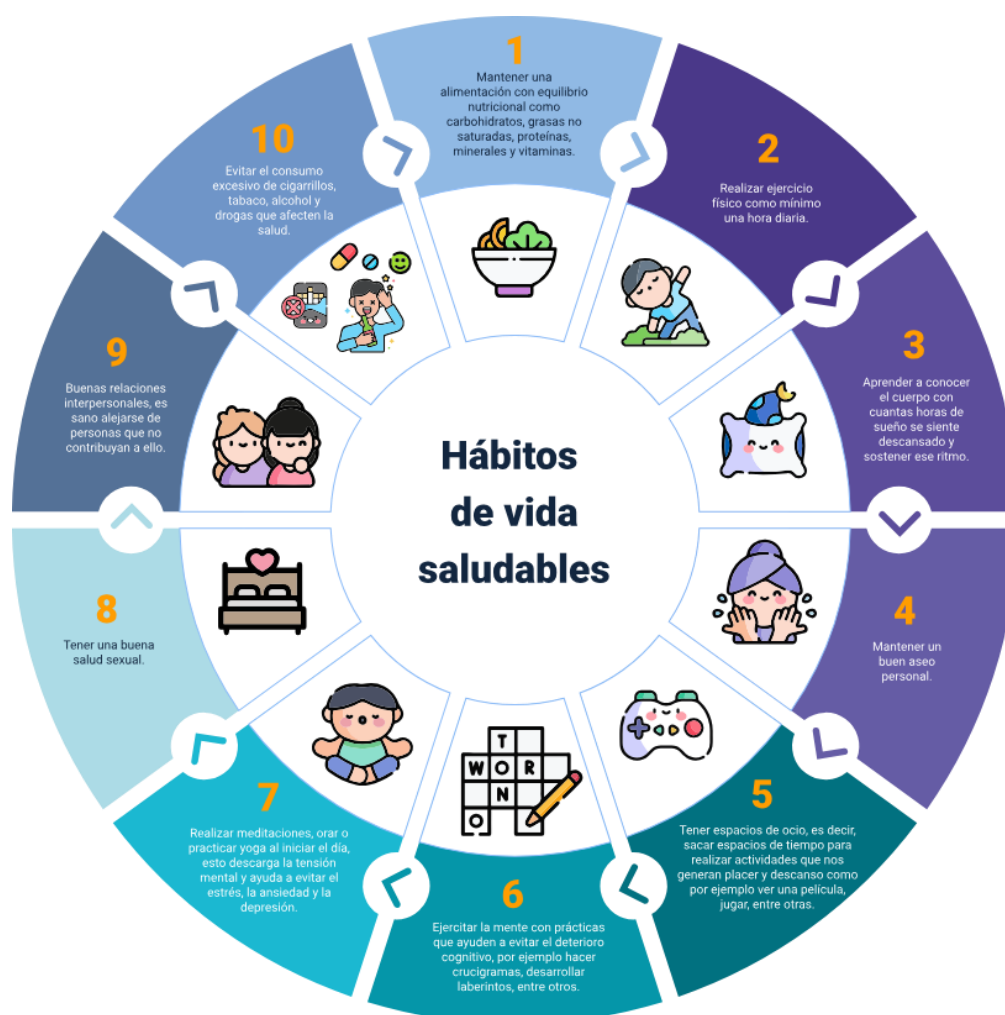 1
Mantener una
alimentación con equilibrio
nutricional como
carbohidratos, grasas no
saturadas, proteínas,
minerales y vitaminas.
2
Realizar ejercicio
físico como mínimo
una hora diaria.
3
Aprender a conocer
el cuerpo con
cuantas horas de
sueño se siente
descansado y
sostener ese ritmo.
4
Mantener un
buen aseo
personal.
5
Tener espacios de ocio, es decir,
sacar espacios de tiempo para
realizar actividades que nos
generan placer y descanso como
por ejemplo ver una película,
jugar, entre otras.
6
Ejercitar la mente con prácticas
que ayuden a evitar el deterioro
cognitivo, por ejemplo hacer
crucigramas, desarrollar
laberintos, entre otros.
7
Realizar meditaciones, orar o
practicar yoga al iniciar el día,
esto descarga la tensión
mental y ayuda a evitar el
estrés, la ansiedad y la
depresión.
8
Tener una buena
salud sexual.
9
Buenas relaciones
interpersonales, es
sano alejarse de
personas que no
contribuyan a ello.
10
Evitar el consumo
excesivo de cigarrillos,
tabaco, alcohol y
drogas que afecten la
salud.
Hábitos
de vida
saludables
T
W O R
N
O